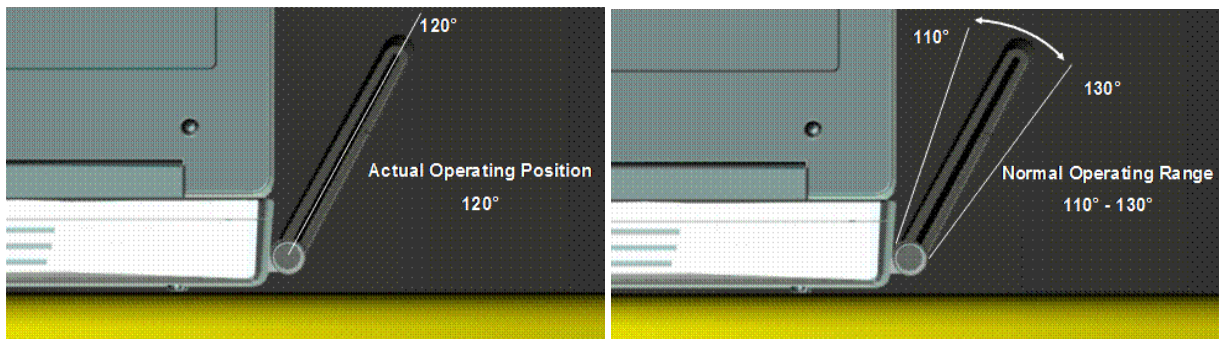 120°
Actual Operating Position
120°
110°
130°
Normal Operating Range
110° - 130°